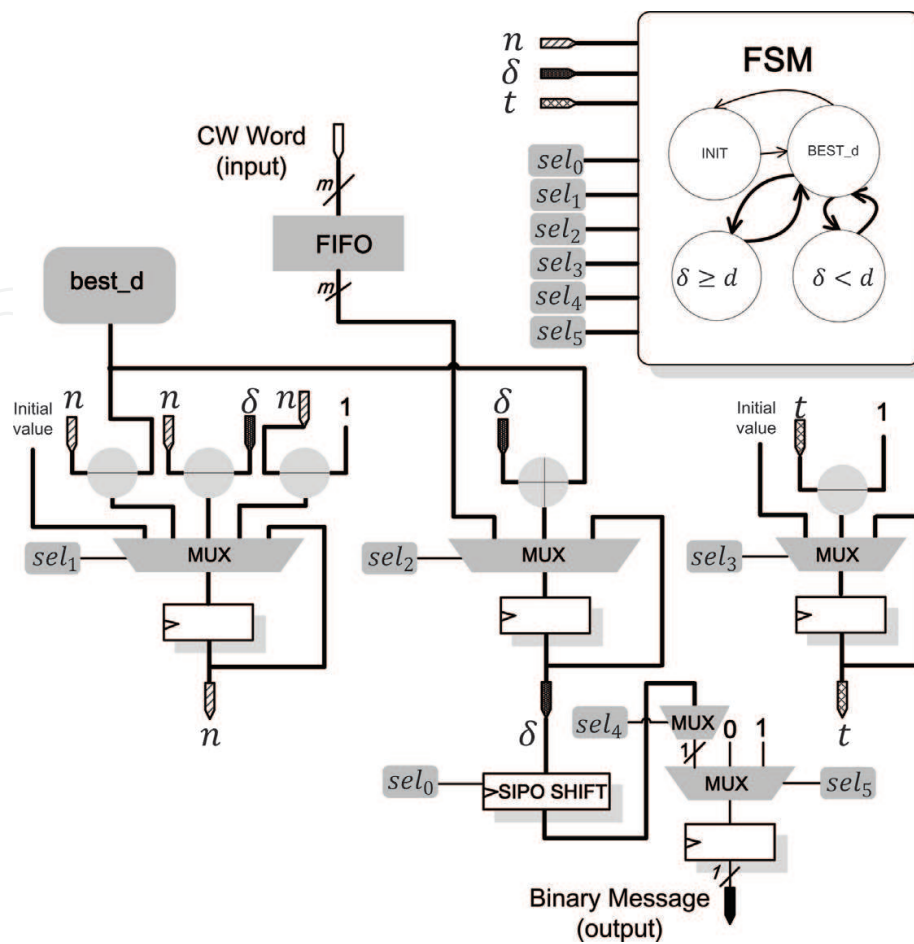 n
δ
t
FSM
INIT
BEST_d
δ ≥ d
δ < d
sel₀
sel₁
sel₂
sel₃
sel₄
sel₅
CW Word
(input)
m
FIFO
m
best_d
Initial
value
n
n
δ
n
1
sel₁
MUX
n
δ
sel₂
MUX
δ
Initial
value
t
1
sel₃
MUX
t
sel₀
SIPO SHIFT
sel₄
MUX
1
0
1
MUX
sel₅
1
Binary Message
(output)